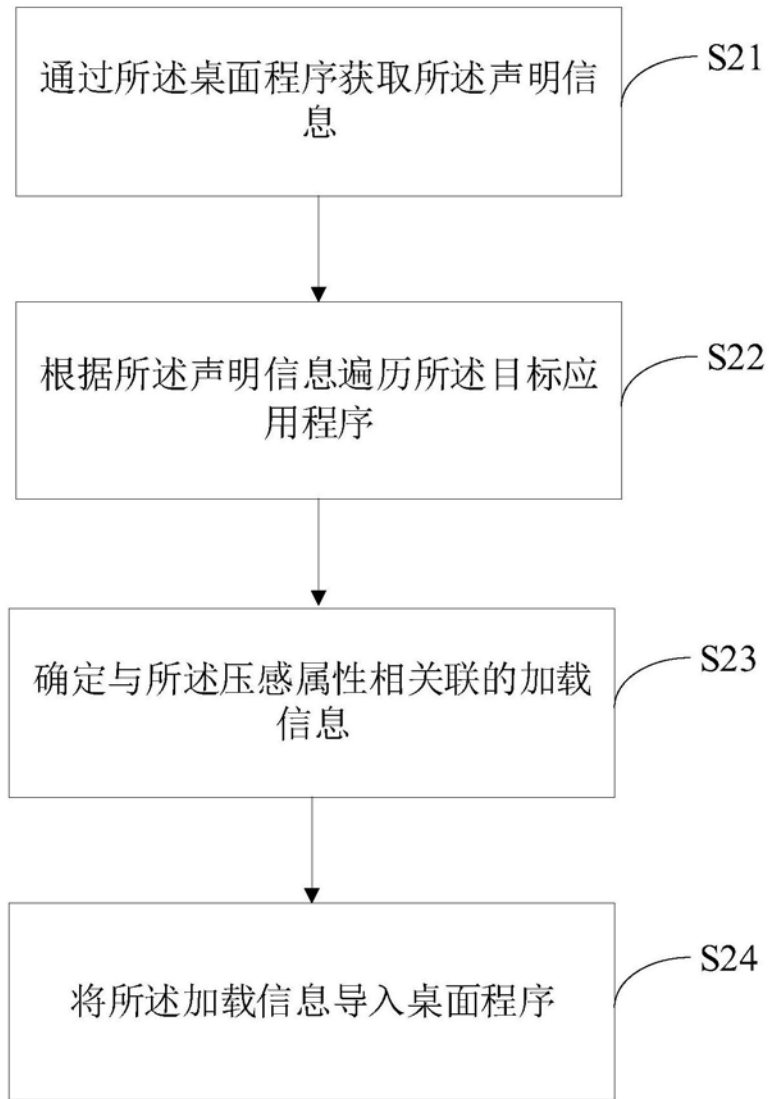 通过所述桌面程序获取所述声明信
息
S21
根据所述声明信息遍历所述目标应
用程序
S22
确定与所述压感属性相关联的加载
信息
S23
将所述加载信息导入桌面程序
S24